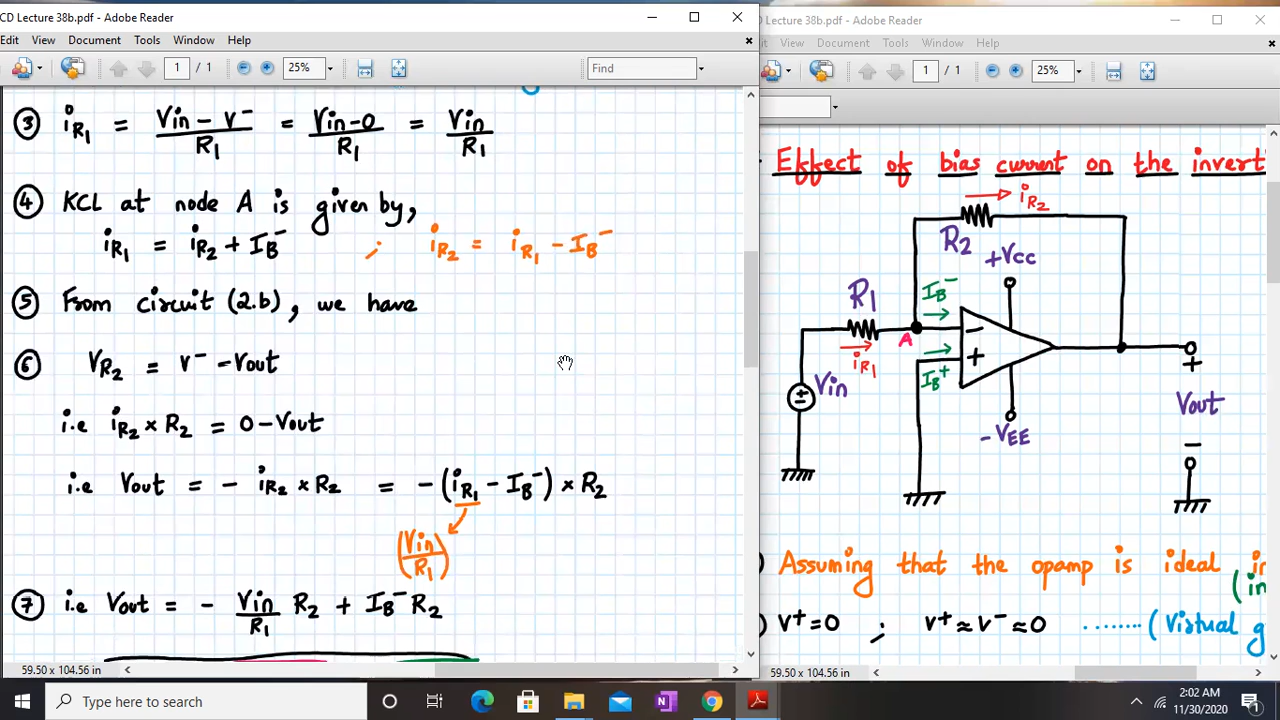 CD Lecture 38b.pdf - Adobe Reader
Edit View Document Tools Window Help
1 / 1 25% Find
③ iR1 = Vin - v⁻ / R1 = Vin - 0 / R1 = Vin / R1
④ KCL at node A is given by,
iR1 = iR2 + IB⁻ ; iR2 = iR1 - IB⁻
⑤ From circuit (2.b), we have
⑥ VR2 = v⁻ - Vout
i.e iR2 × R2 = 0 - Vout
i.e Vout = - iR2 × R2 = - (iR1 - IB⁻) × R2
(Vin / R1)
⑦ i.e Vout = - Vin / R1 R2 + IB⁻ R2
59.50 x 104.56 in
CD Lecture 38b.pdf - Adobe Reader
View Document Tools Window Help
1 / 1 25%
Effect of bias current on the inverti
iR2
R2
+Vcc
R1
IB⁻
A
iR1
IB⁺
Vin
-VEE
+
Vout
-
Assuming that the opamp is ideal in
(in
v⁺ = 0 ; v⁺ ≈ v⁻ ≈ 0 ........ (Virtual g
59.50 x 104.56 in
Type here to search
2:02 AM
11/30/2020